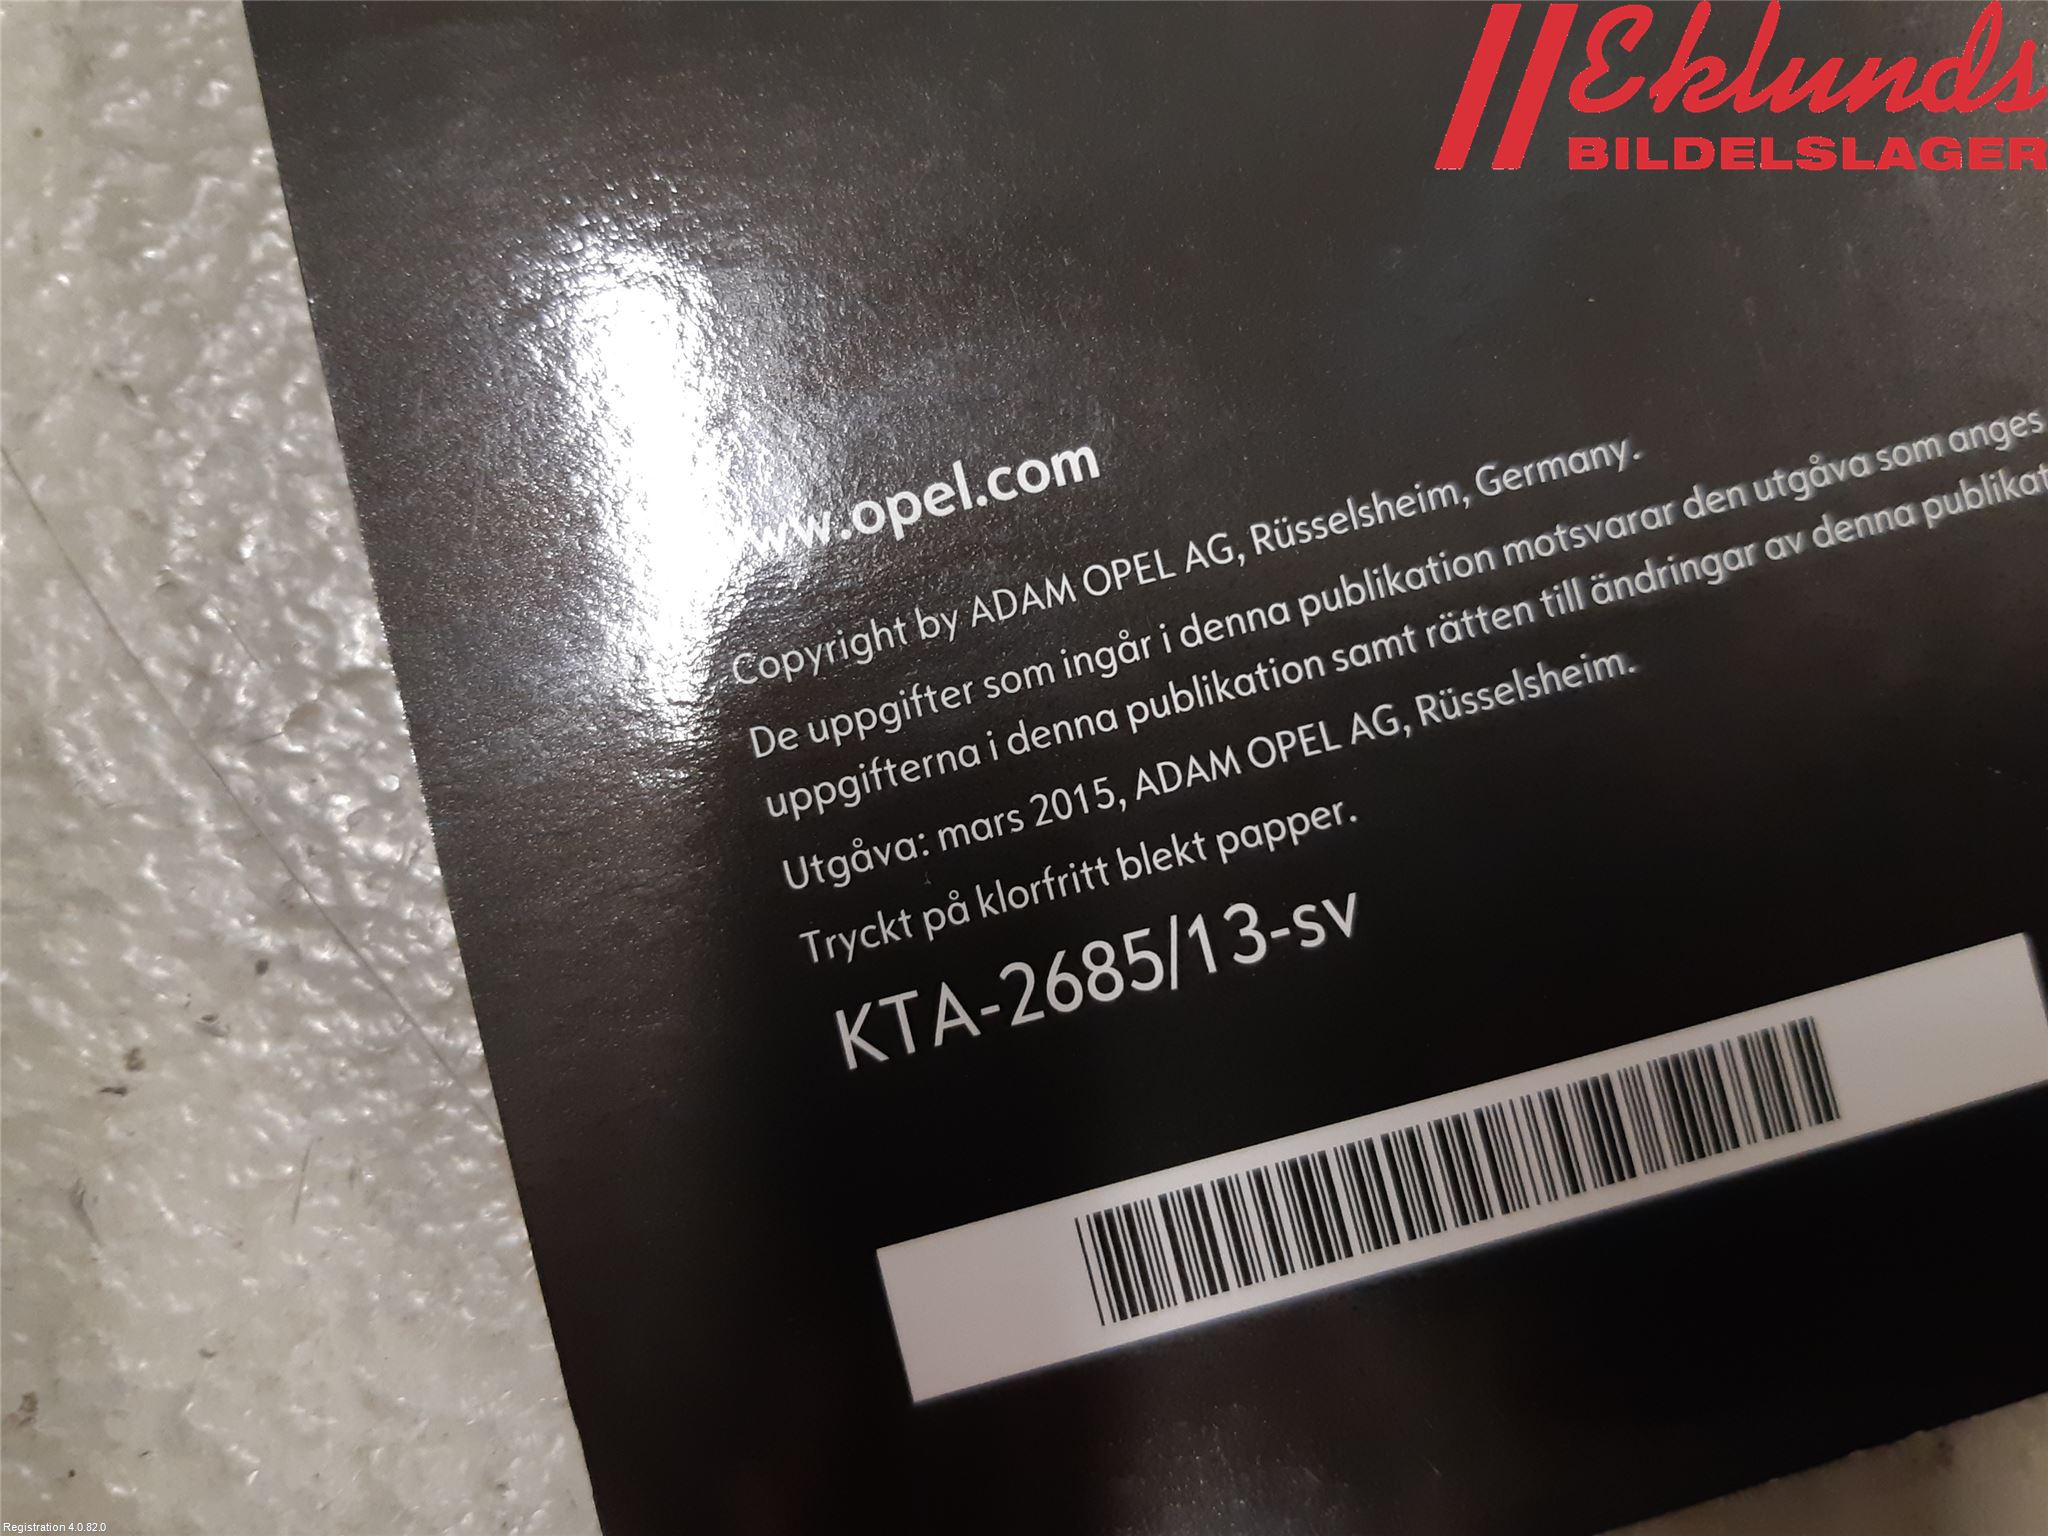 Eklunds
BILDELSLAGER
www.opel.com
Copyright by ADAM OPEL AG, Rüsselsheim, Germany.
De uppgifter som ingår i denna publikation motsvarar den utgåva som anges
uppgifterna i denna publikation samt rätten till ändringar av denna publikat
Utgåva: mars 2015, ADAM OPEL AG, Rüsselsheim.
Tryckt på klorfritt blekt papper.
KTA-2685/13-sv
Registration 4.0.82.0